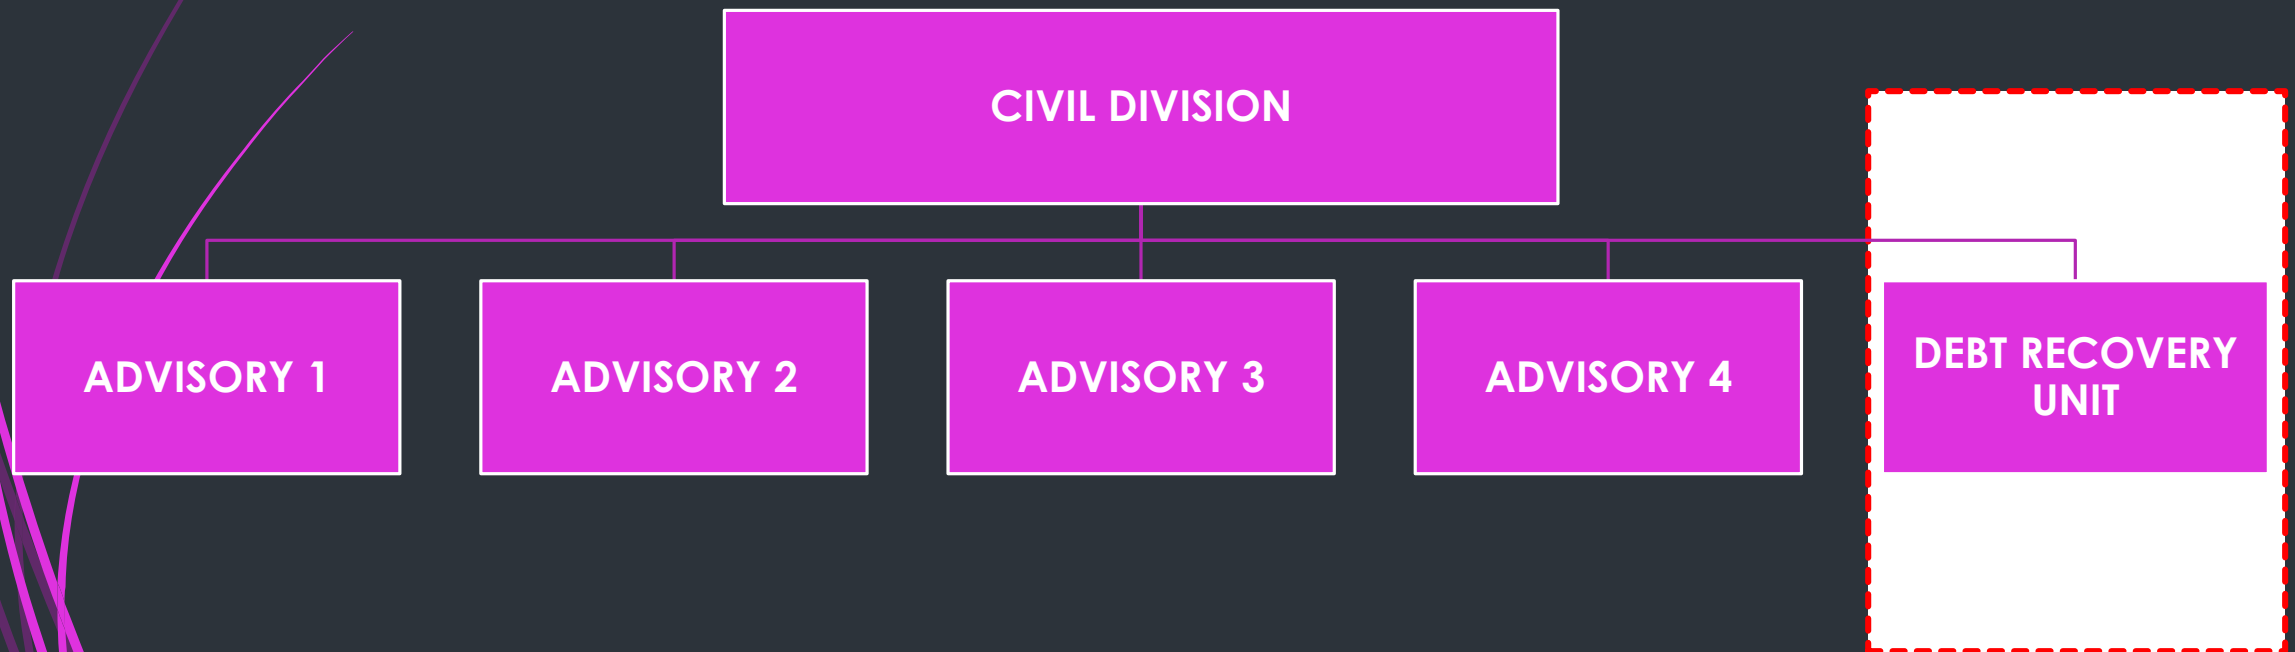 CIVIL DIVISION
ADVISORY 1
ADVISORY 2
ADVISORY 3
ADVISORY 4
DEBT RECOVERY
UNIT